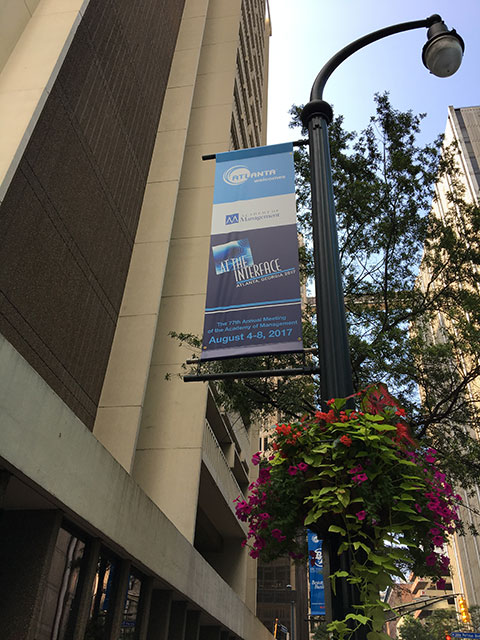 ATLANTA
welcomes
ACADEMY OF
Management
AT THE
INTERFACE
ATLANTA, GEORGIA 2017
The 77th Annual Meeting
of the Academy of Management
August 4-8, 2017